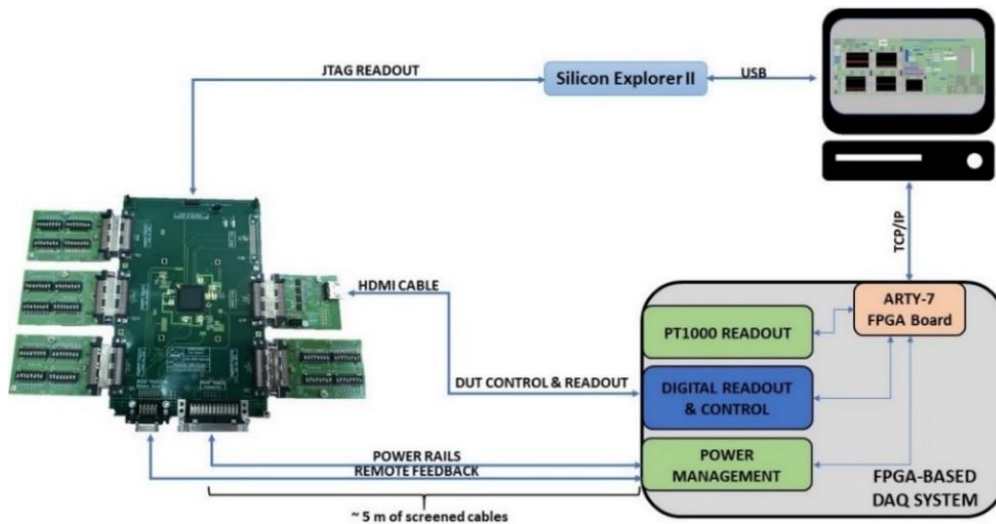 JTAG READOUT
Silicon Explorer II
USB
TCP/IP
HDMI CABLE
ARTY-7
FPGA Board
PT1000 READOUT
DUT CONTROL & READOUT
DIGITAL READOUT
& CONTROL
POWER RAILS
REMOTE FEEDBACK
POWER
MANAGEMENT
FPGA-BASED
DAQ SYSTEM
~ 5 m of screened cables